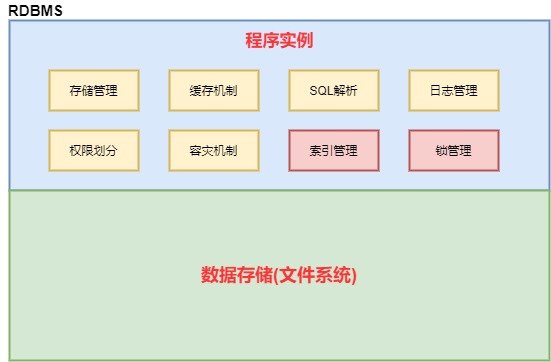 RDBMS
程序实例
存储管理 缓存机制 SQL解析 日志管理
权限划分 容灾机制 索引管理 锁管理
数据存储(文件系统)